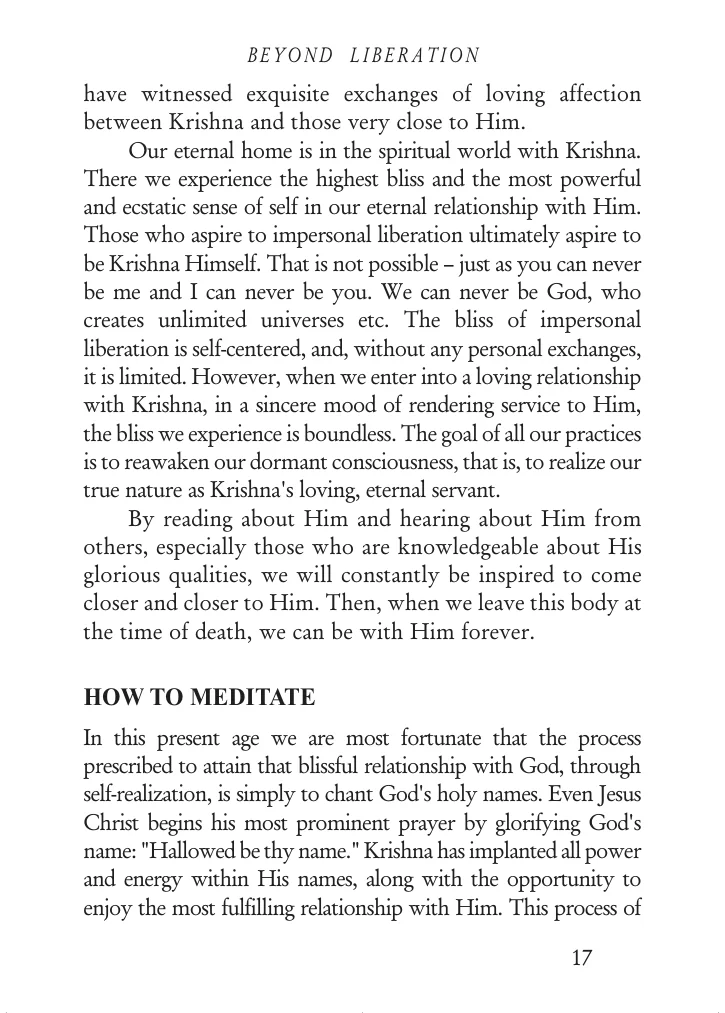 BEYOND LIBERATION
have witnessed exquisite exchanges of loving affection
between Krishna and those very close to Him.
Our eternal home is in the spiritual world with Krishna.
There we experience the highest bliss and the most powerful
and ecstatic sense of self in our eternal relationship with Him.
Those who aspire to impersonal liberation ultimately aspire to
be Krishna Himself. That is not possible – just as you can never
be me and I can never be you. We can never be God, who
creates unlimited universes etc. The bliss of impersonal
liberation is self-centered, and, without any personal exchanges,
it is limited. However, when we enter into a loving relationship
with Krishna, in a sincere mood of rendering service to Him,
the bliss we experience is boundless. The goal of all our practices
is to reawaken our dormant consciousness, that is, to realize our
true nature as Krishna's loving, eternal servant.
By reading about Him and hearing about Him from
others, especially those who are knowledgeable about His
glorious qualities, we will constantly be inspired to come
closer and closer to Him. Then, when we leave this body at
the time of death, we can be with Him forever.
HOW TO MEDITATE
In this present age we are most fortunate that the process
prescribed to attain that blissful relationship with God, through
self-realization, is simply to chant God's holy names. Even Jesus
Christ begins his most prominent prayer by glorifying God's
name: "Hallowed be thy name." Krishna has implanted all power
and energy within His names, along with the opportunity to
enjoy the most fulfilling relationship with Him. This process of
17